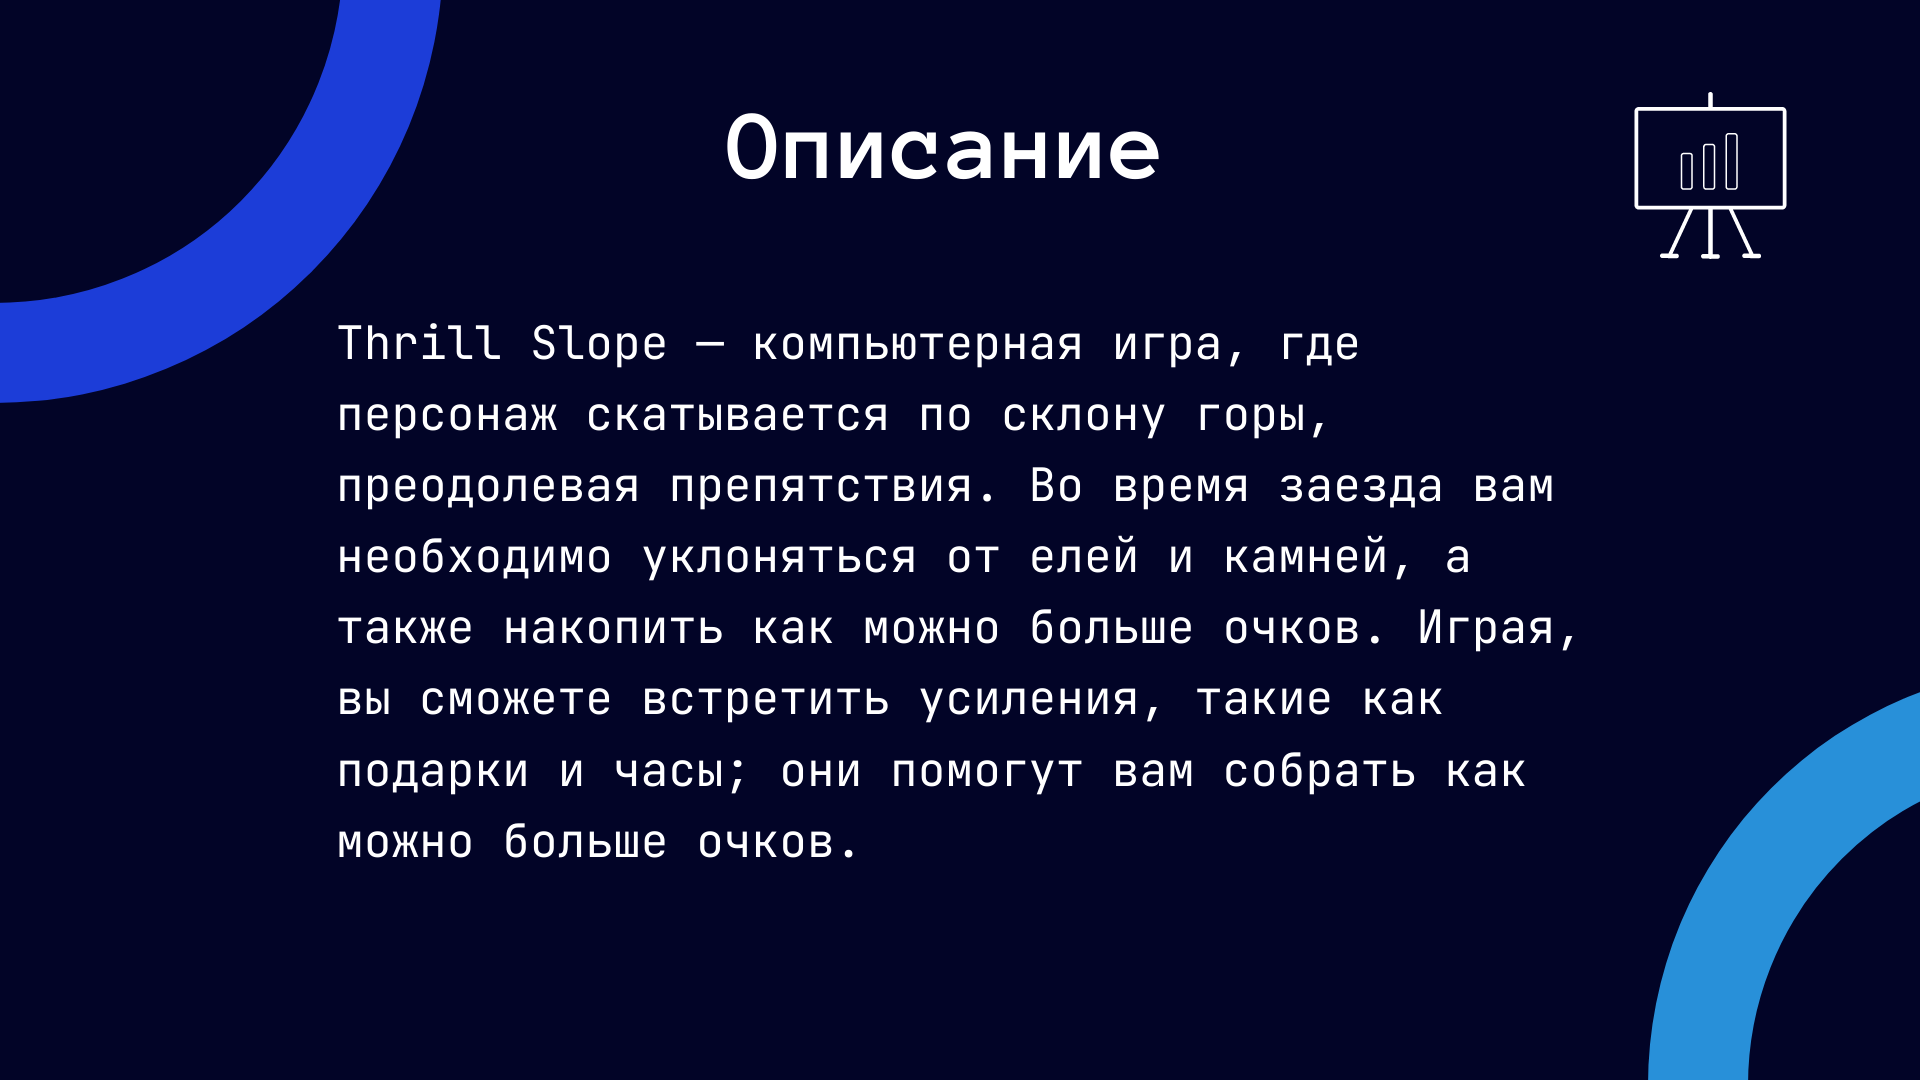 Описание
Thrill Slope — компьютерная игра, где
персонаж скатывается по склону горы,
преодолевая препятствия. Во время заезда вам
необходимо уклоняться от елей и камней, а
также накопить как можно больше очков. Играя,
вы сможете встретить усиления, такие как
подарки и часы; они помогут вам собрать как
можно больше очков.